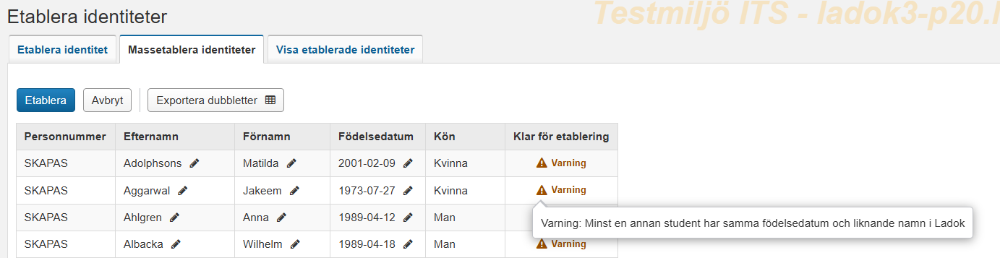 Etablera identiteter
Testmiljö ITS - ladok3-p20.
Etablera identitet Massetablera identiteter Visa etablerade identiteter
Etablera Avbryt Exportera dubbletter
Personnummer Efternamn Förnamn Födelsedatum Kön Klar för etablering
SKAPAS Adolphsons Matilda 2001-02-09 Kvinna Varning
SKAPAS Aggarwal Jakeem 1973-07-27 Kvinna Varning
SKAPAS Ahlgren Anna 1989-04-12 Man
Varning: Minst en annan student har samma födelsedatum och liknande namn i Ladok
SKAPAS Albacka Wilhelm 1989-04-18 Man Varning